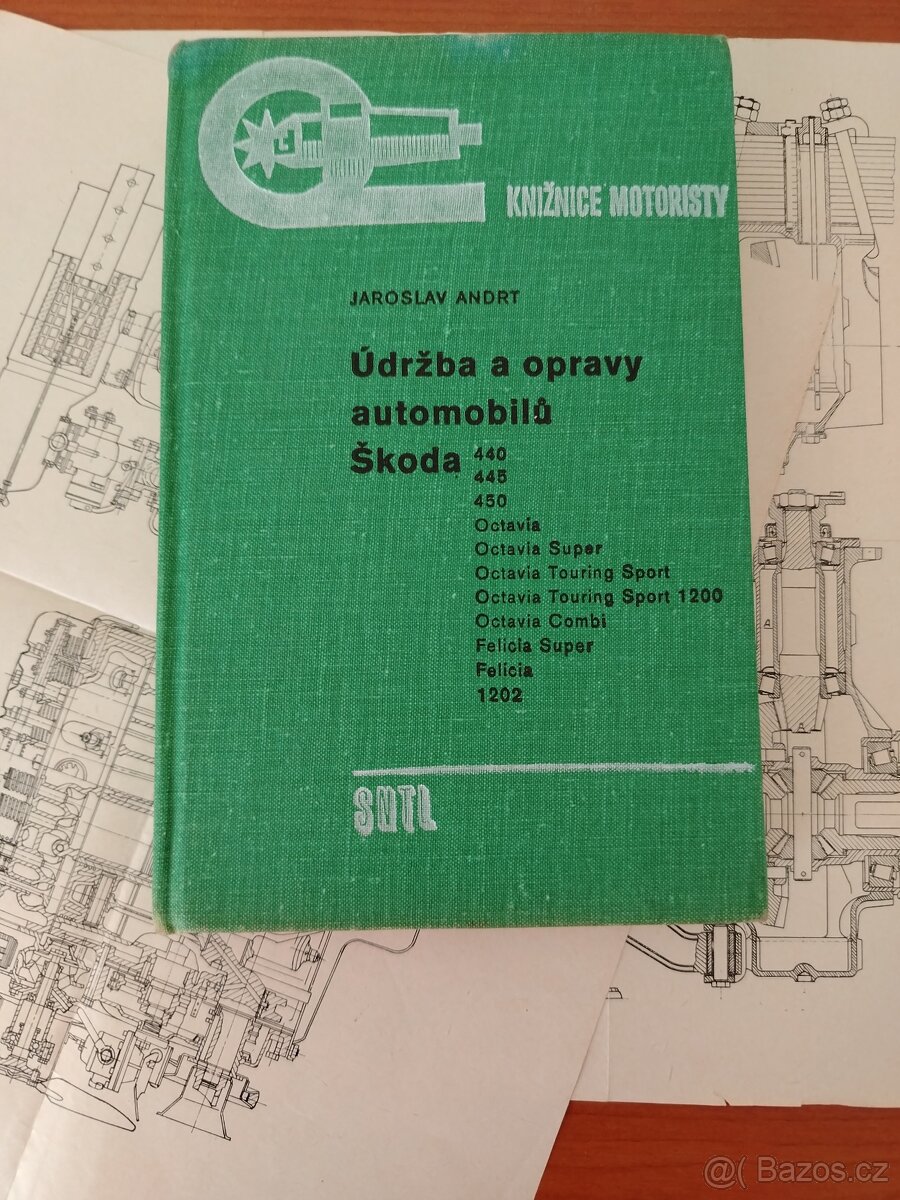 KNIŽNICE MOTORISTY
JAROSLAV ANDRT
Údržba a opravy
automobilů
Škoda 440
445
450
Octavia
Octavia Super
Octavia Touring Sport
Octavia Touring Sport 1200
Octavia Combi
Felicia Super
Felicia
1202
SNTL
@( Bazos.cz